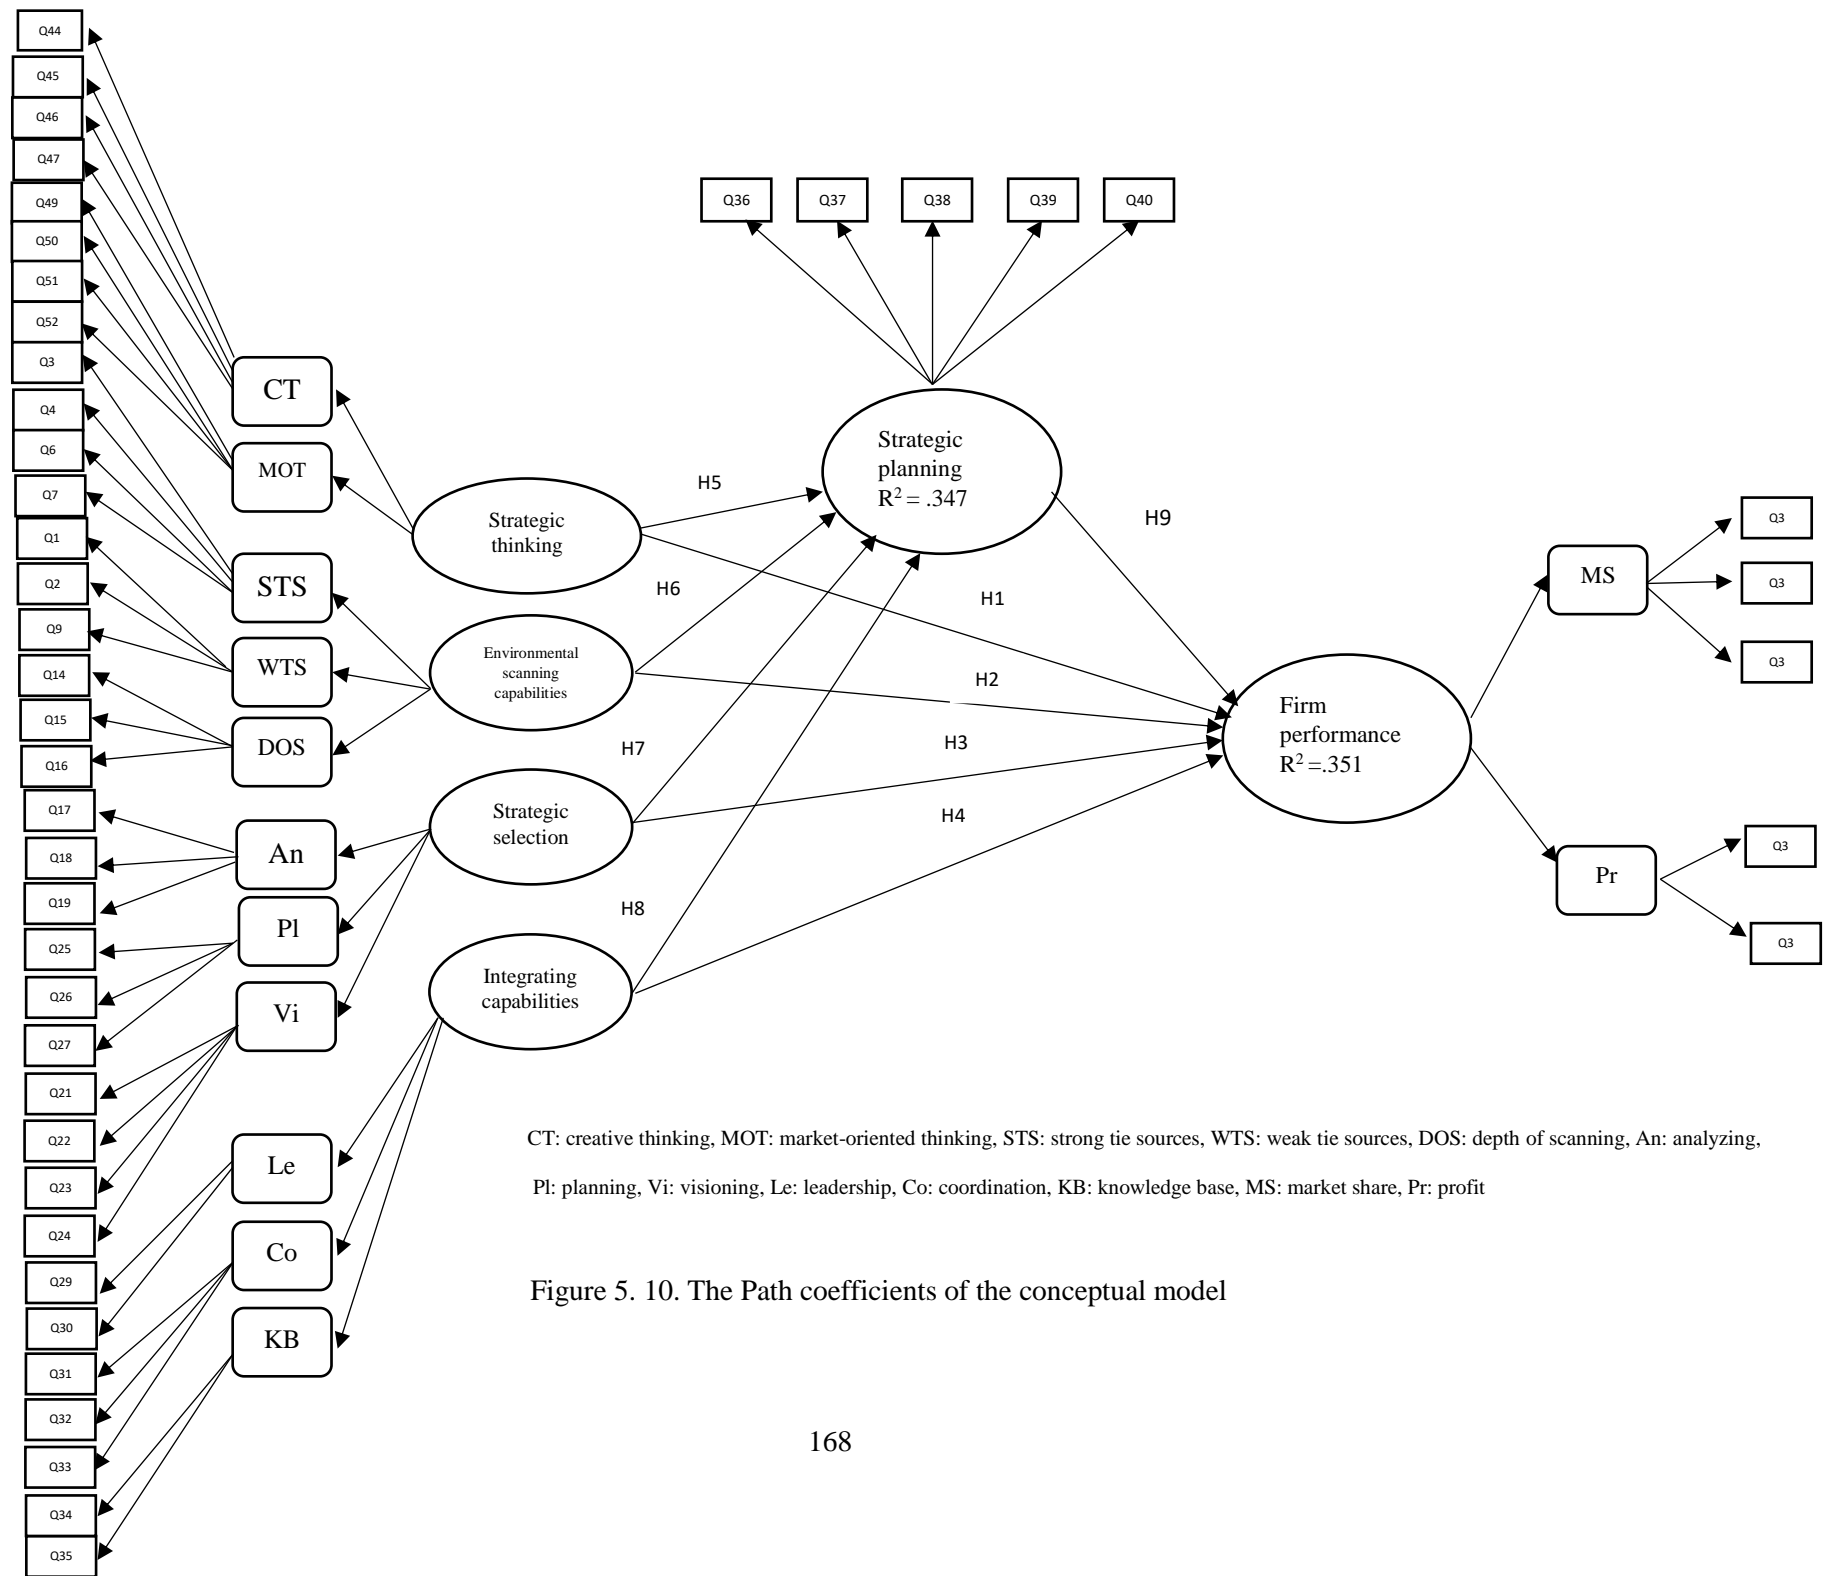 Q44
Q45
Q46
Q47
Q49
Q50
Q51
Q52
Q3
Q4
Q6
Q7
Q1
Q2
Q9
Q14
Q15
Q16
Q17
Q18
Q19
Q25
Q26
Q27
Q21
Q22
Q23
Q24
Q29
Q30
Q31
Q32
Q33
Q34
Q35
CT
MOT
STS
WTS
DOS
An
Pl
Vi
Le
Co
KB
Strategic
thinking
Environmental
scanning
capabilities
Strategic
selection
Integrating
capabilities
Q36
Q37
Q38
Q39
Q40
Strategic
planning
R² = .347
H5
H6
H7
H8
H1
H2
H3
H4
H9
Firm
performance
R² =.351
MS
Pr
Q3
Q3
Q3
Q3
Q3
CT: creative thinking, MOT: market-oriented thinking, STS: strong tie sources, WTS: weak tie sources, DOS: depth of scanning, An: analyzing,
Pl: planning, Vi: visioning, Le: leadership, Co: coordination, KB: knowledge base, MS: market share, Pr: profit
Figure 5. 10. The Path coefficients of the conceptual model
168